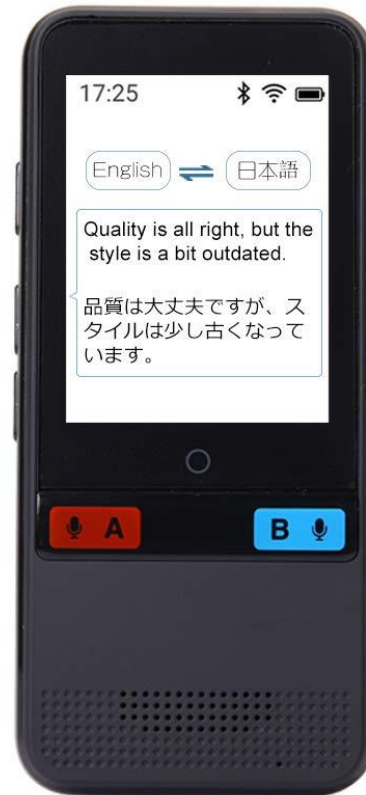 17:25
English
日本語
Quality is all right, but the
style is a bit outdated.
品質は大丈夫ですが、ス
タイルは少し古くなって
います。
A
B